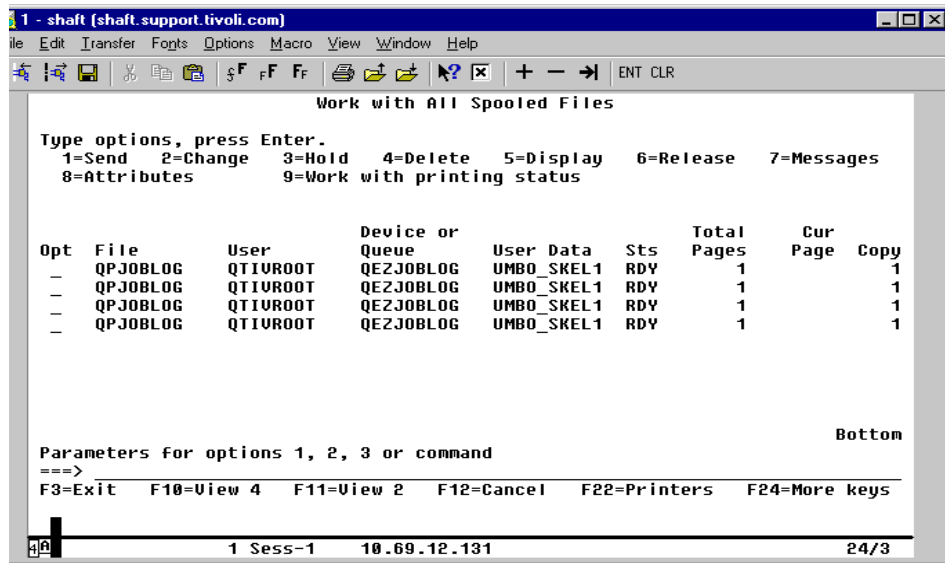 1 - shaft (shaft.support.tivoli.com)
ile Edit Transfer Fonts Options Macro View Window Help
ENT CLR
Work with All Spooled Files
Type options, press Enter.
1=Send 2=Change 3=Hold 4=Delete 5=Display 6=Release 7=Messages
8=Attributes 9=Work with printing status
Device or Total Cur
Opt File User Queue User Data Sts Pages Page Copy
_ QPJOBLOG QTIVROOT QEZJOBLOG UMBO_SKEL1 RDY 1 1
_ QPJOBLOG QTIVROOT QEZJOBLOG UMBO_SKEL1 RDY 1 1
_ QPJOBLOG QTIVROOT QEZJOBLOG UMBO_SKEL1 RDY 1 1
_ QPJOBLOG QTIVROOT QEZJOBLOG UMBO_SKEL1 RDY 1 1
Bottom
Parameters for options 1, 2, 3 or command
===>
F3=Exit F10=View 4 F11=View 2 F12=Cancel F22=Printers F24=More keys
4A 1 Sess-1 10.69.12.131 24/3